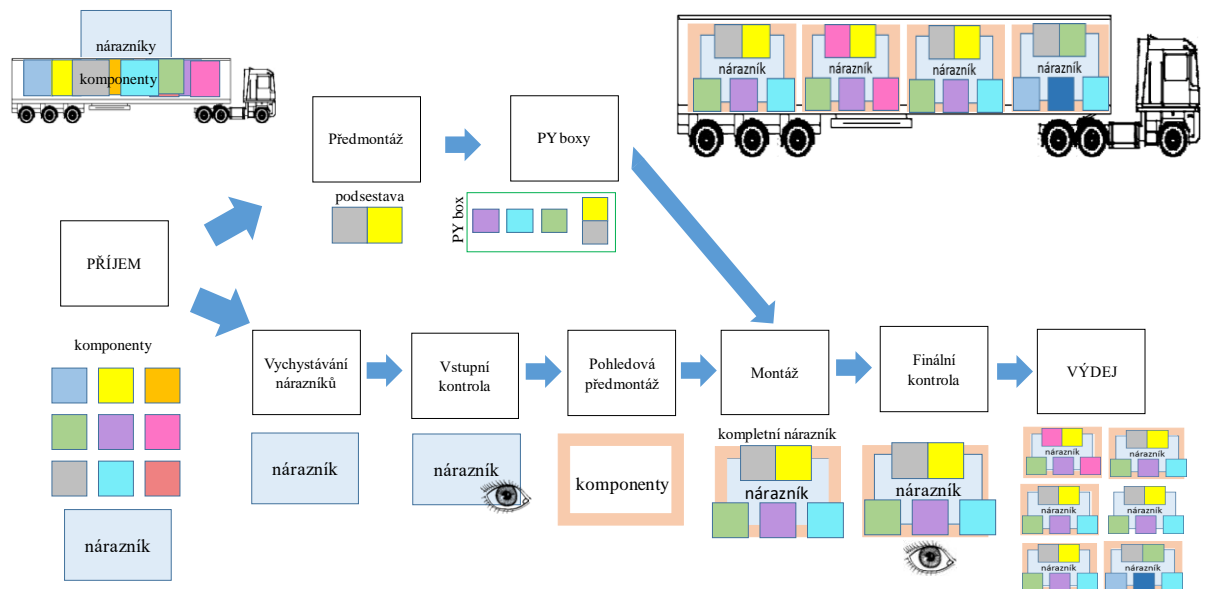 nárazníky
komponenty
nárazník
nárazník
nárazník
nárazník
Předmontáž
PY boxy
podsestava
PY box
PŘÍJEM
komponenty
nárazník
Vychystávání
nárazníků
Vstupní
kontrola
Pohledová
předmontáž
Montáž
Finální
kontrola
VÝDEJ
nárazník
nárazník
komponenty
kompletní nárazník
nárazník
nárazník
nárazník
nárazník
nárazník
nárazník
nárazník
nárazník